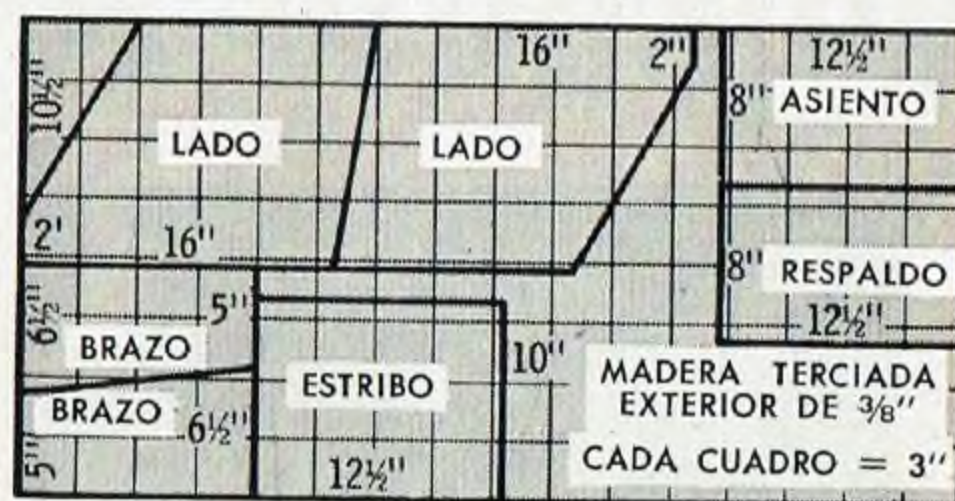 16"
2"
12½"
10½"
8"
ASIENTO
LADO
LADO
2'
16"
8"
RESPALDO
12½"
6½"
5"
BRAZO
10"
ESTRIBO
MADERA TERCIADA
EXTERIOR DE ⅜"
BRAZO
6½"
5"
12½"
CADA CUADRO = 3"